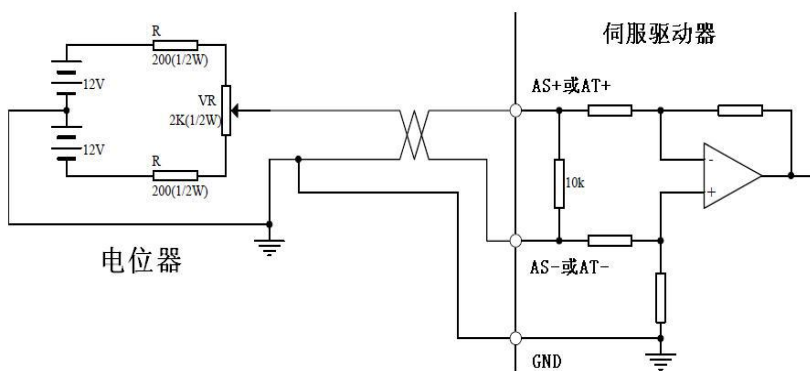 伺服驱动器
R
200(1/2W)
12V
VR
2K(1/2W)
12V
R
200(1/2W)
电位器
AS+或AT+
10k
-
+
AS-或AT-
GND